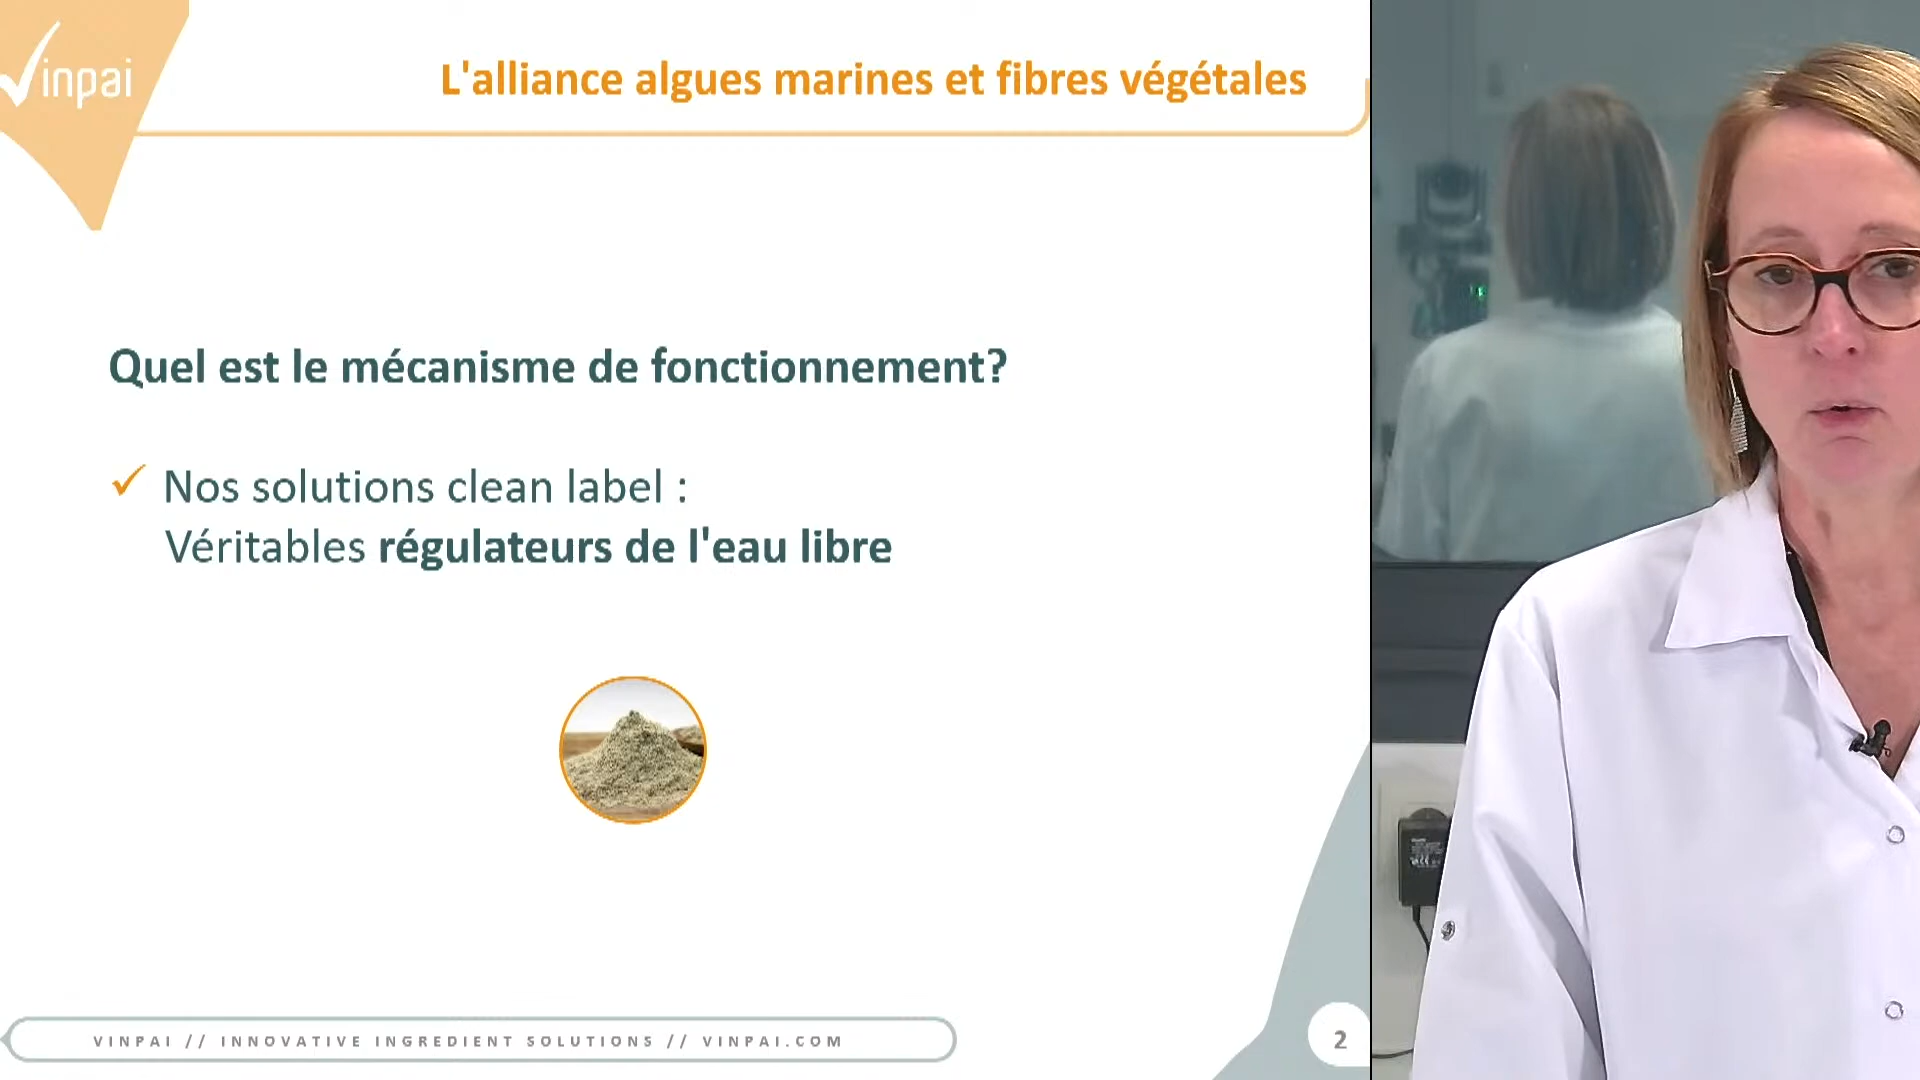 Vinpai
L'alliance algues marines et fibres végétales
Quel est le mécanisme de fonctionnement?
✓ Nos solutions clean label :
Véritables régulateurs de l'eau libre
VINPAI // INNOVATIVE INGREDIENT SOLUTIONS // VINPAI.COM
2